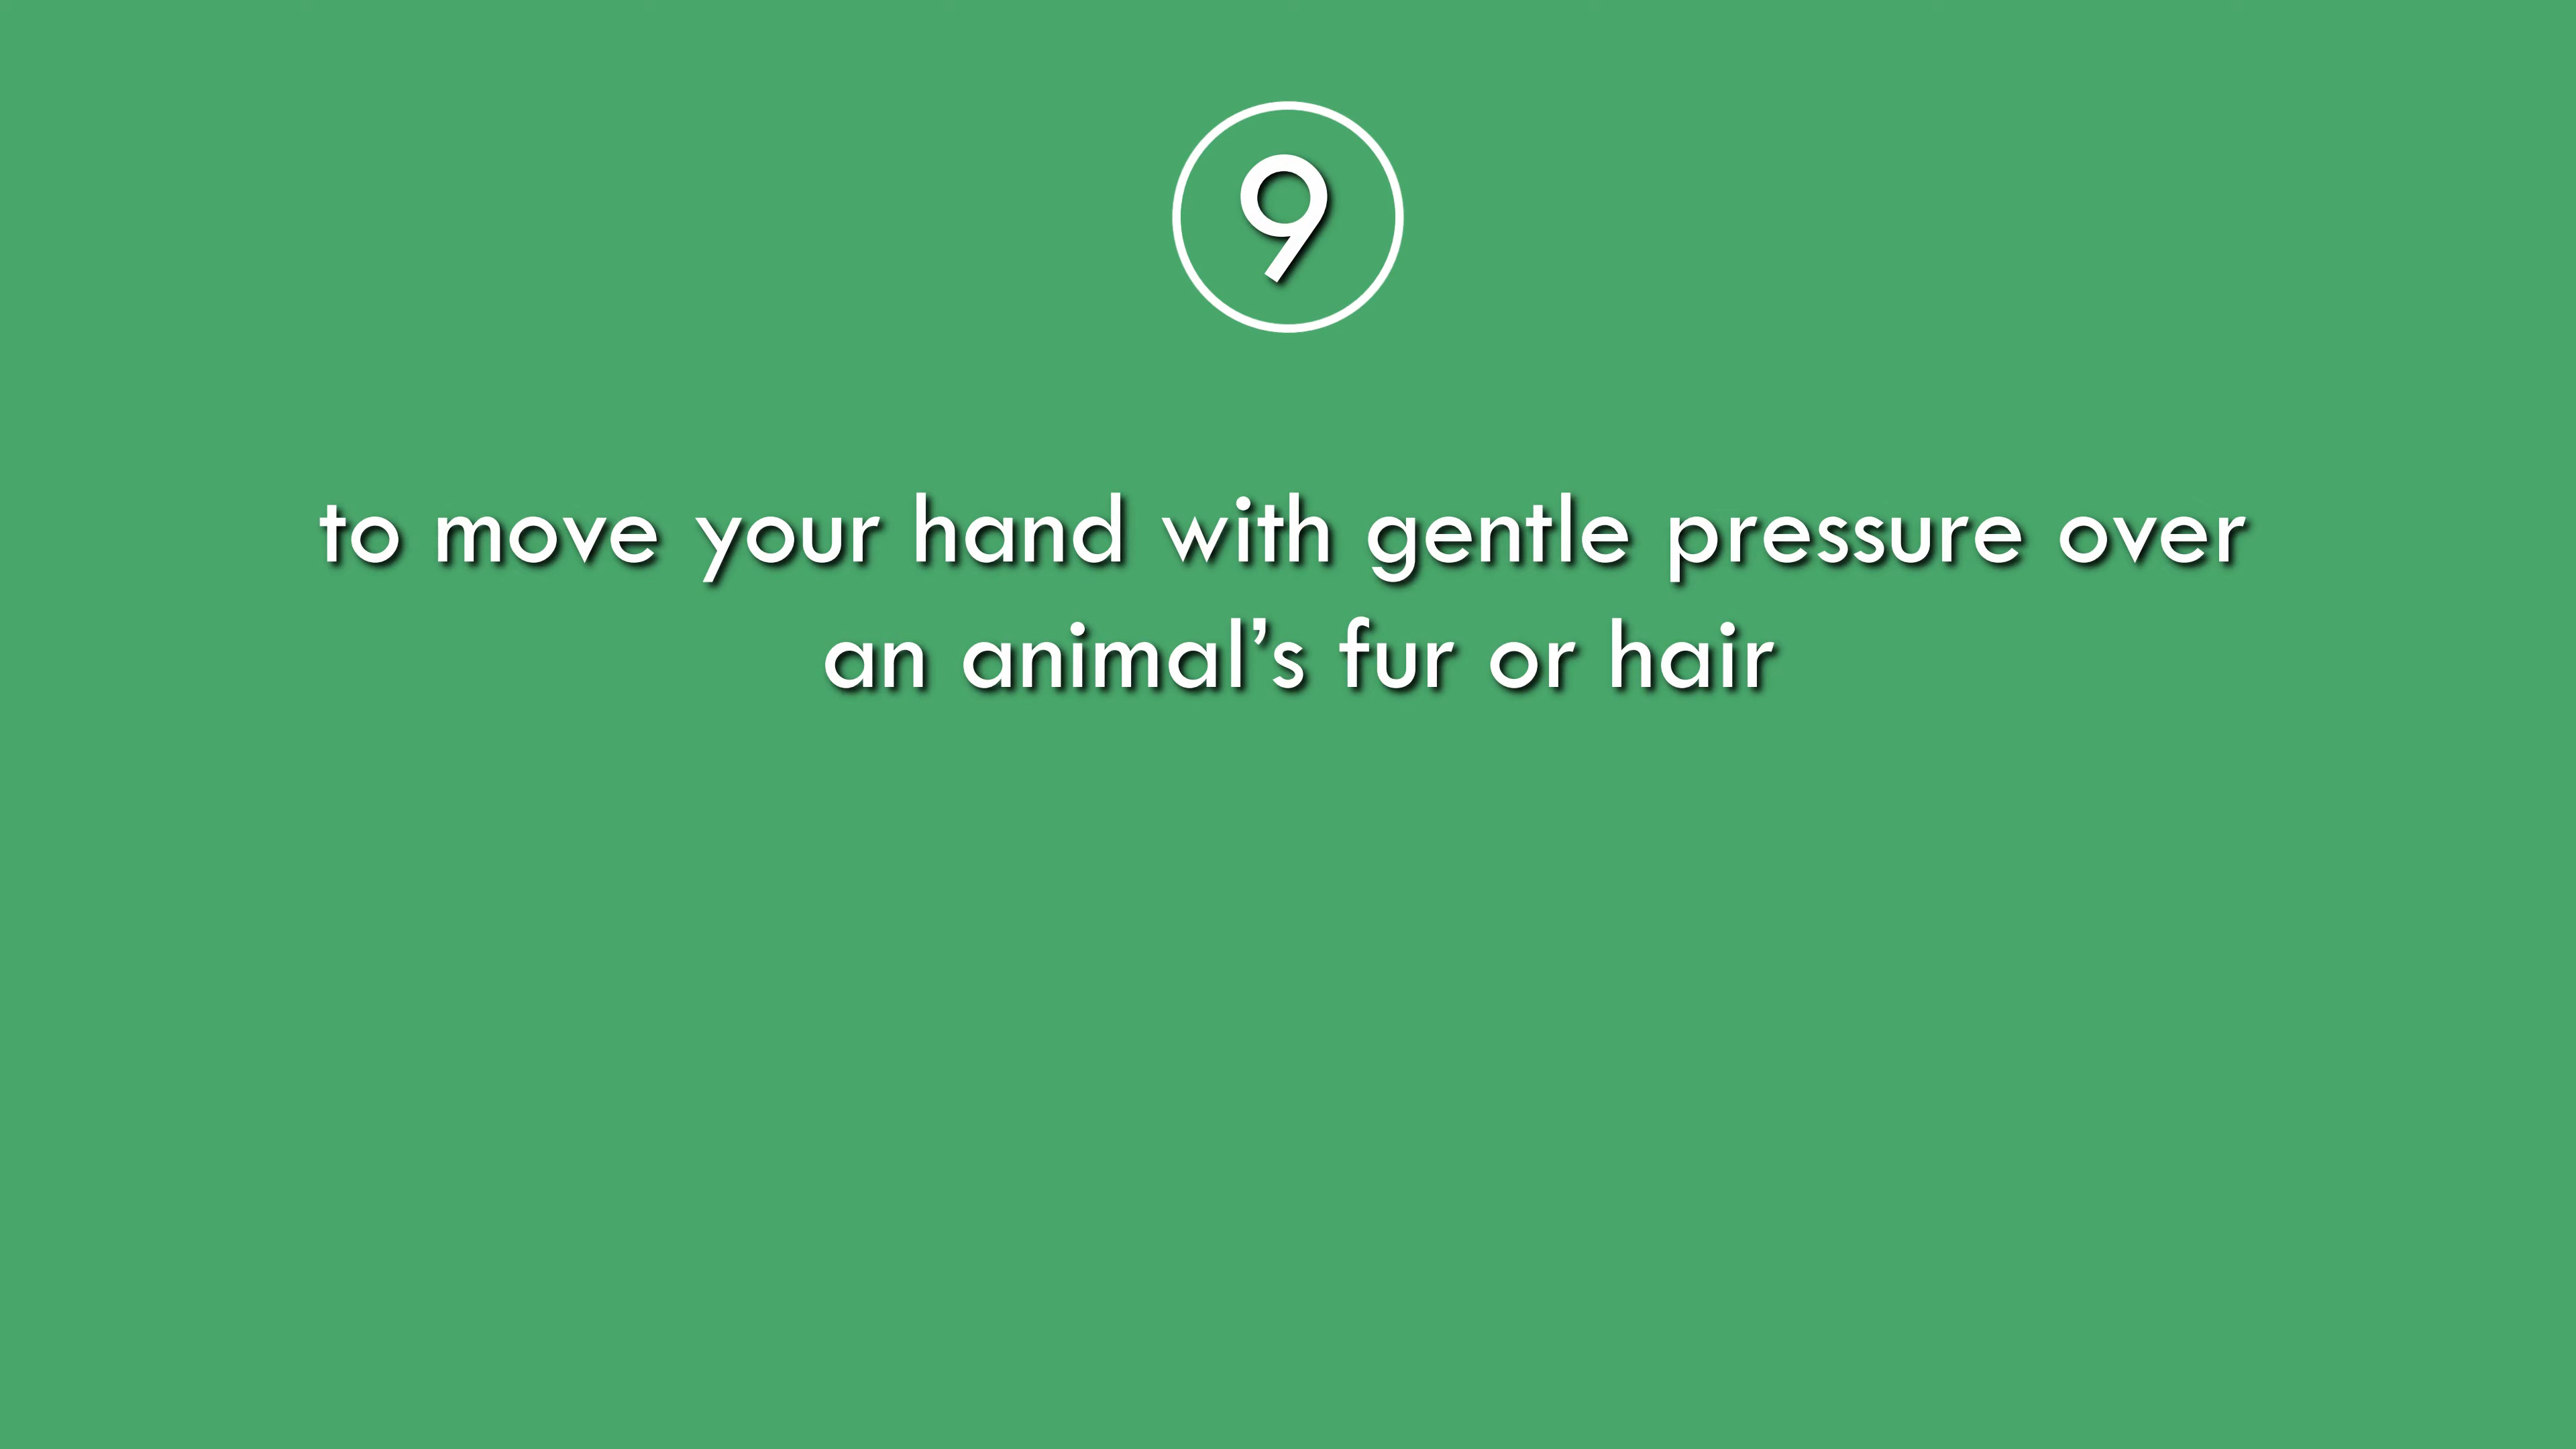 9
to move your hand with gentle pressure over
an animal’s fur or hair